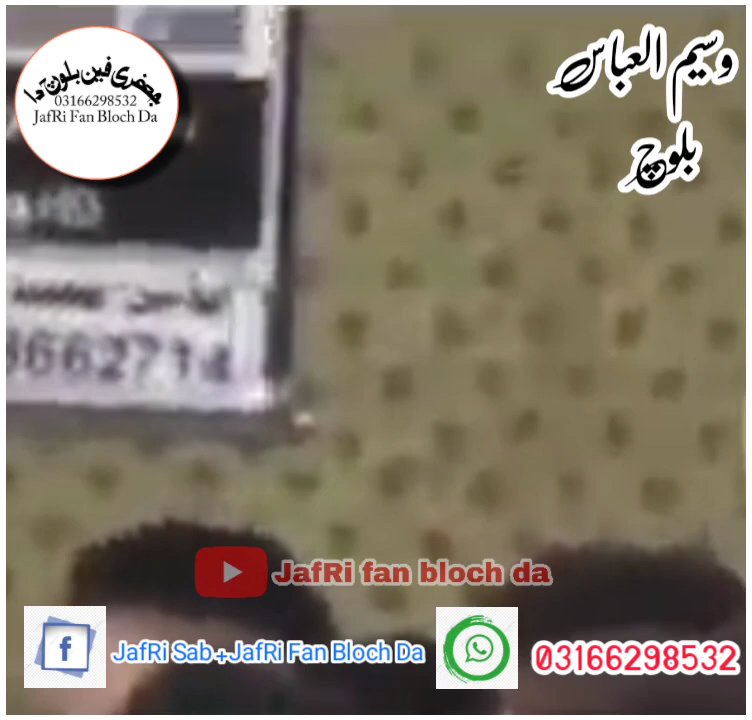 جعفری فین بلوچ دا
03166298532
JafRi Fan Bloch Da
وسیم العباس
بلوچ
662714
JafRi fan bloch da
f
JafRi Sab +JafRi Fan Bloch Da
03166298532